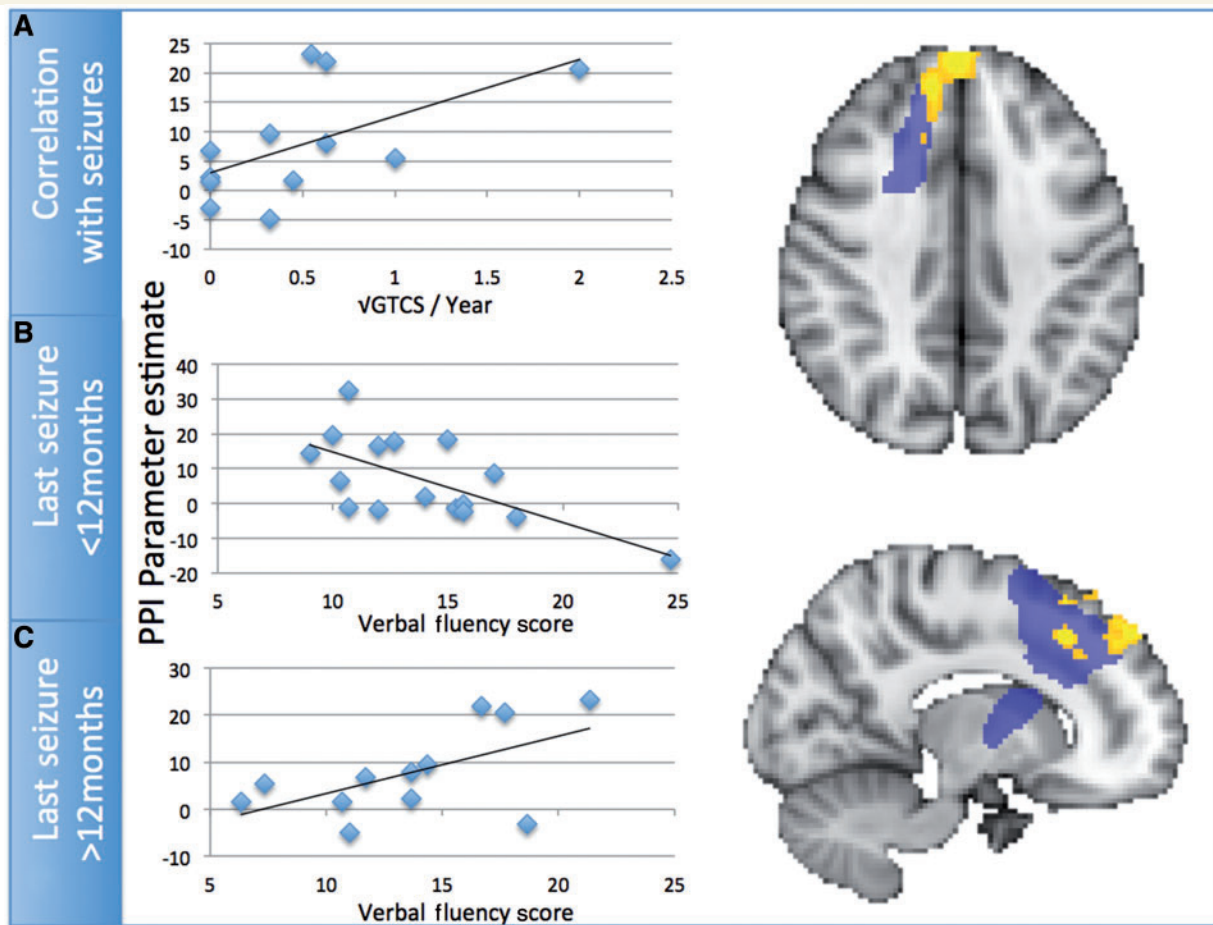 A
Correlation
with seizures
25
20
15
10
5
0
-5
-10
0
0.5
1
1.5
2
2.5
√GTCS / Year
PPI Parameter estimate
B
Last seizure
<12months
40
30
20
10
0
-10
-20
5
10
15
20
25
Verbal fluency score
C
Last seizure
>12months
30
20
10
0
-10
5
10
15
20
25
Verbal fluency score